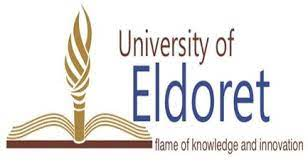 University of
Eldoret
flame of knowledge and innovation